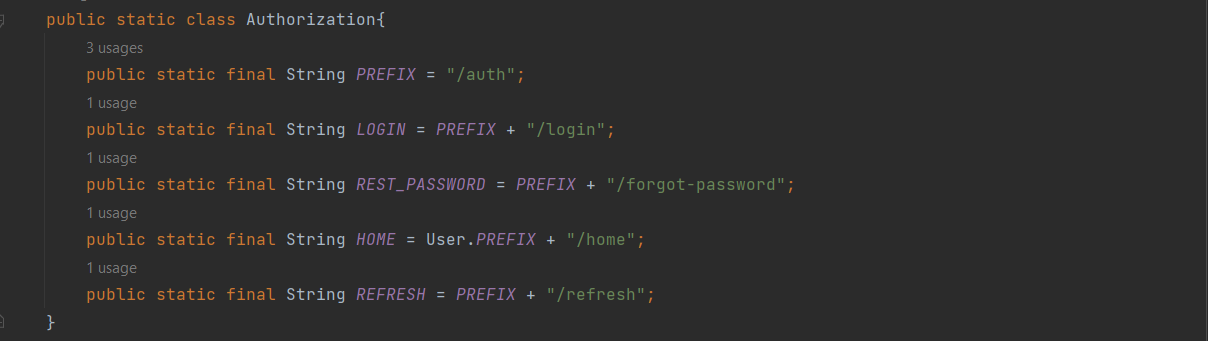 public static class Authorization{
3 usages
public static final String PREFIX = "/auth";
1 usage
public static final String LOGIN = PREFIX + "/login";
1 usage
public static final String REST_PASSWORD = PREFIX + "/forgot-password";
1 usage
public static final String HOME = User.PREFIX + "/home";
1 usage
public static final String REFRESH = PREFIX + "/refresh";
}